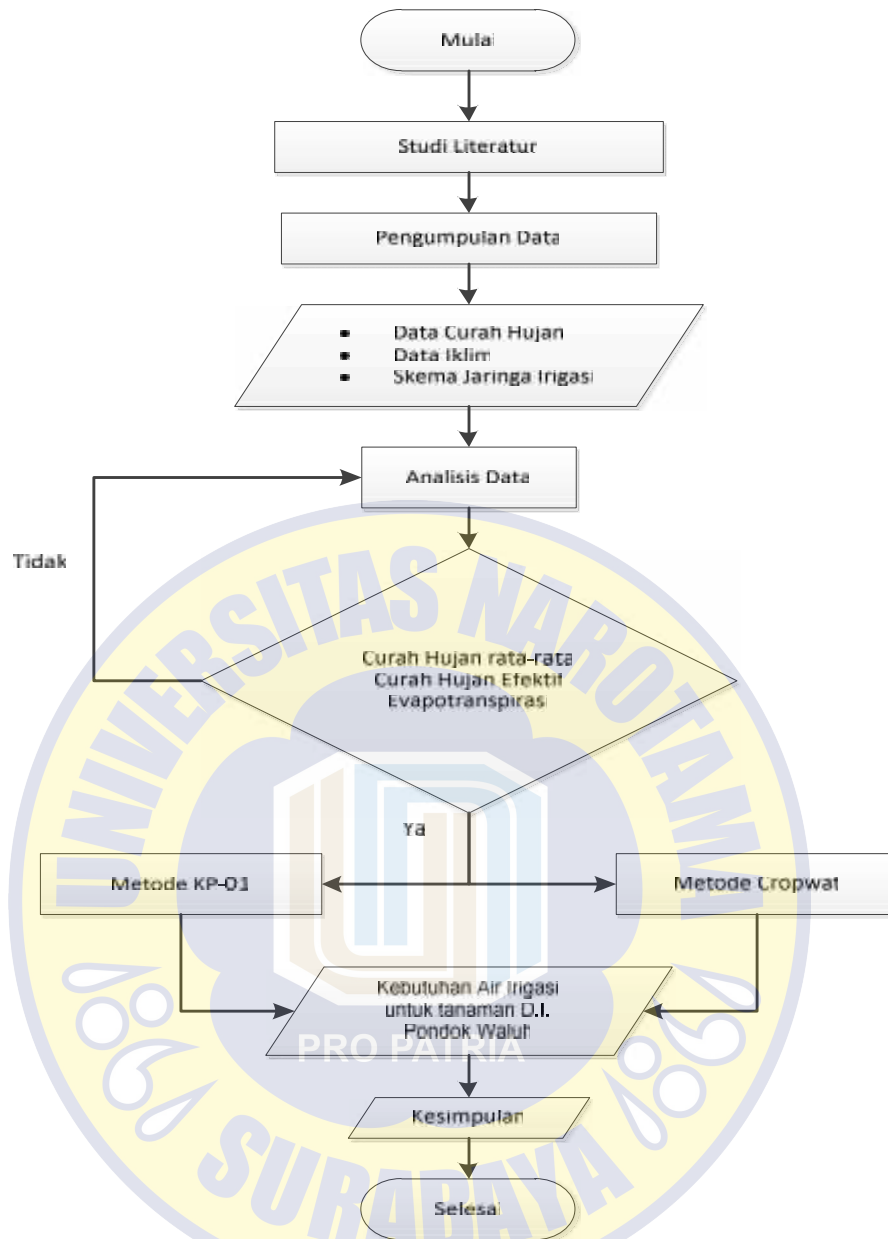 Mulai
Studi Literatur
Pengumpulan Data
Data Curah Hujan
Data Iklim
Skema Jaringa Irigasi
Analisis Data
Tidak
Curah Hujan rata-rata
Curah Hujan Efektif
Evapotranspirasi
Ya
Metode KP-01
Metode Cropwat
Kebutuhan Air Irigasi
untuk tanaman D.I.
Pondok Waluh
Kesimpulan
Selesai
UNIVERSITAS NAROTAMA
PRO PATRIA
SURABAYA